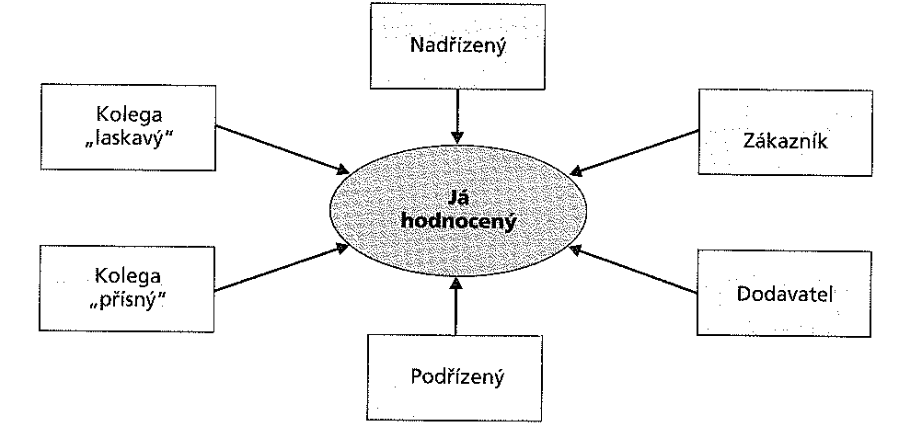 Nadřízený
Kolega
„laskavý“
Zákazník
Já
hodnocený
Kolega
„přísný“
Dodavatel
Podřízený